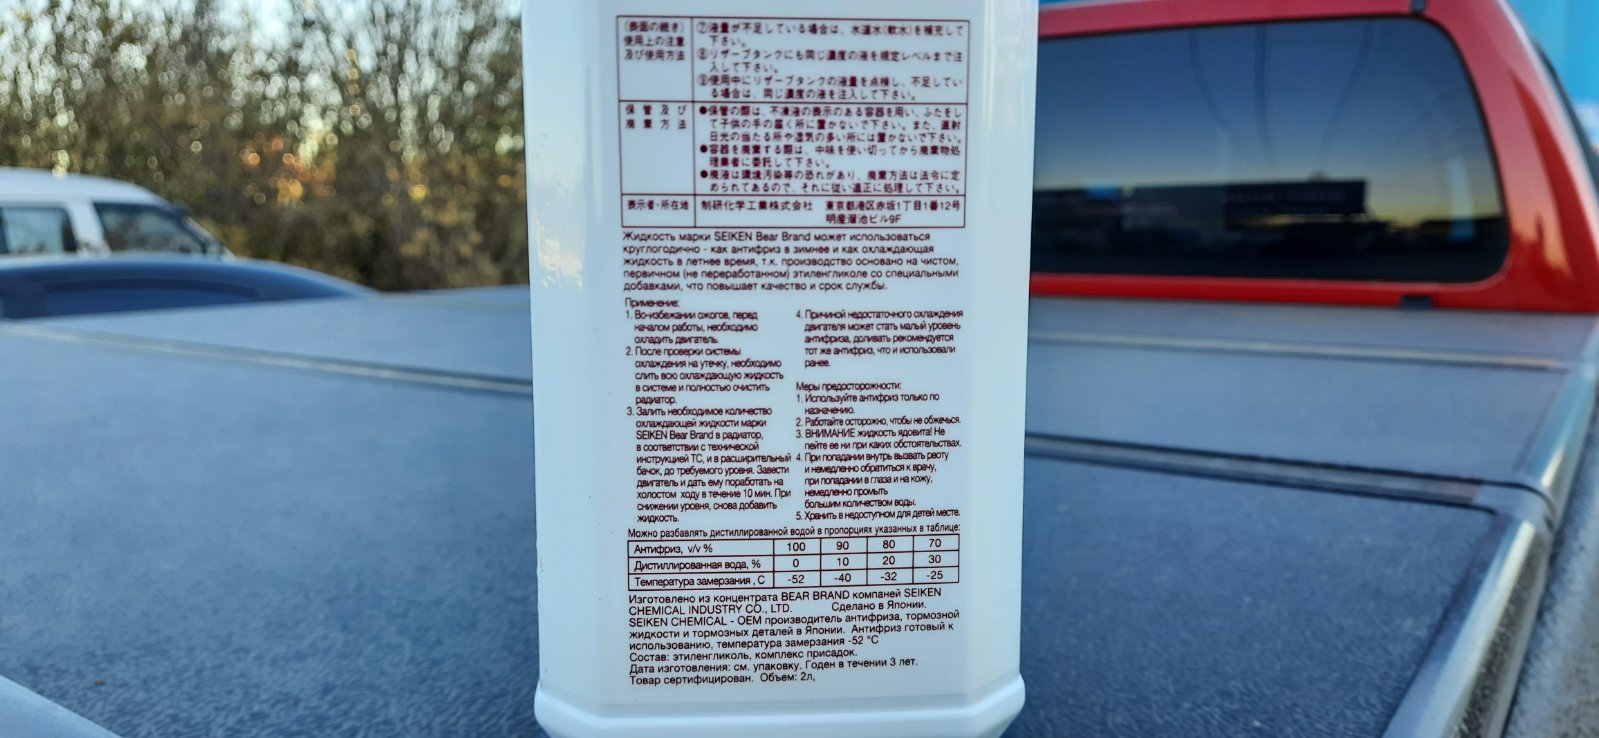 (表面の続き)
使用上の注意
及び使用方法
⑦液量が不足している場合は、水道水(軟水)を補充して
下さい。
⑧リザーブタンクにも同じ濃度の液を規定レベルまで注
入して下さい。
⑨使用中にリザーブタンクの液量を点検し、不足してい
る場合は、同じ濃度の液を注入して下さい。
保管及び
廃棄方法
●保管の際は、不凍液の表示のある容器を用い、ふたをし
て子供の手の届く所に置かないで下さい。また、直射
日光の当たる所や湿気の多い所には置かないで下さい。
●容器を廃棄する際は、中味を使い切ってから廃棄物処
理業者に委託して下さい。
●廃液は環境汚染等の恐れがあり、廃棄方法は法令に定
められてあるので、それに従い適正に処理して下さい。
表示者・所在地 制研化学工業株式会社 東京都港区赤坂1丁目1番12号
明産溜池ビル9F
Жидкость марки SEIKEN Bear Brand может использоваться
круглогодично - как антифриз в зимнее и как охлаждающая
жидкость в летнее время, т.к. производство основано на чистом,
первичном (не переработанном) этиленгликоле со специальными
добавками, что повышает качество и срок службы.
Применение:
1. Во-избежании ожогов, перед
началом работы, необходимо
охладить двигатель.
2. После проверки системы
охлаждения на утечку, необходимо
слить всю охлаждающую жидкость
в системе и полностью очистить
радиатор.
3. Залить необходимое количество
охлаждающей жидкости марки
SEIKEN Bear Brand в радиатор,
в соответствии с технической
инструкцией ТС, и в расширительный
бачок, до требуемого уровня. Завести
двигатель и дать ему поработать на
холостом ходу в течение 10 мин. При
снижении уровня, снова добавить
жидкость.
4. Причиной недостаточного охлаждения
двигателя может стать малый уровень
антифриза, доливать рекомендуется
тот же антифриз, что и использовали
ранее.
Меры предосторожности:
1. Используйте антифриз только по
назначению.
2. Работайте осторожно, чтобы не обжечься.
3. ВНИМАНИЕ жидкость ядовита! Не
пейте ее ни при каких обстоятельствах.
4. При попадании внутрь вызвать рвоту
и немедленно обратиться к врачу,
при попадании в глаза и на кожу,
немедленно промыть
большим количеством воды.
5. Хранить в недоступном для детей месте.
Можно разбавлять дистиллированной водой в пропорциях указанных в таблице:
Антифриз, v/v % 100 90 80 70
Дистиллированная вода, % 0 10 20 30
Температура замерзания, С -52 -40 -32 -25
Изготовлено из концентрата BEAR BRAND компаней SEIKEN
CHEMICAL INDUSTRY CO., LTD. Сделано в Японии.
SEIKEN CHEMICAL - OEM производитель антифриза, тормозной
жидкости и тормозных деталей в Японии. Антифриз готовый к
использованию, температура замерзания -52 °С
Состав: этиленгликоль, комплекс присадок.
Дата изготовления: см. упаковку. Годен в течении 3 лет.
Товар сертифицирован. Объем: 2л,